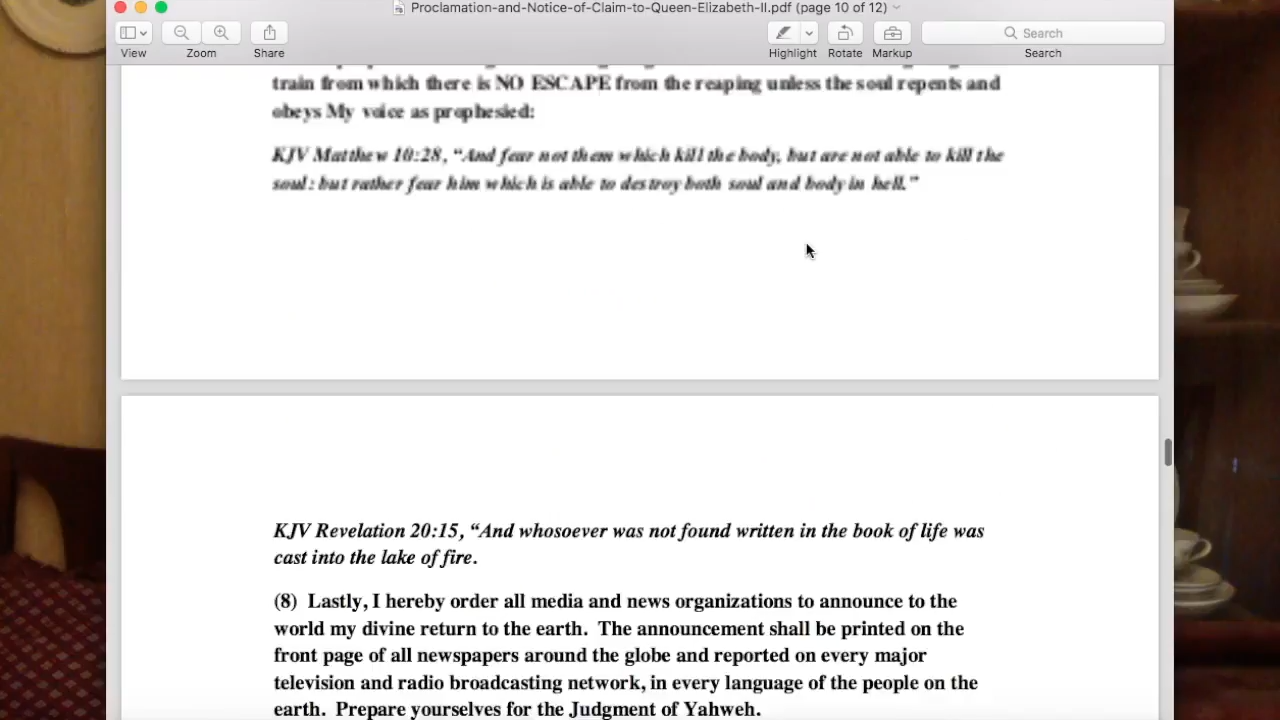 Proclamation-and-Notice-of-Claim-to-Queen-Elizabeth-II.pdf (page 10 of 12)
View
Zoom
Share
Highlight
Rotate
Markup
Search
Search
train from which there is NO ESCAPE from the reaping unless the soul repents and
obeys My voice as prophesied:
KJV Matthew 10:28, “And fear not them which kill the body, but are not able to kill the
soul: but rather fear him which is able to destroy both soul and body in hell.”
KJV Revelation 20:15, “And whosoever was not found written in the book of life was
cast into the lake of fire.
(8) Lastly, I hereby order all media and news organizations to announce to the
world my divine return to the earth. The announcement shall be printed on the
front page of all newspapers around the globe and reported on every major
television and radio broadcasting network, in every language of the people on the
earth. Prepare yourselves for the Judgment of Yahweh.